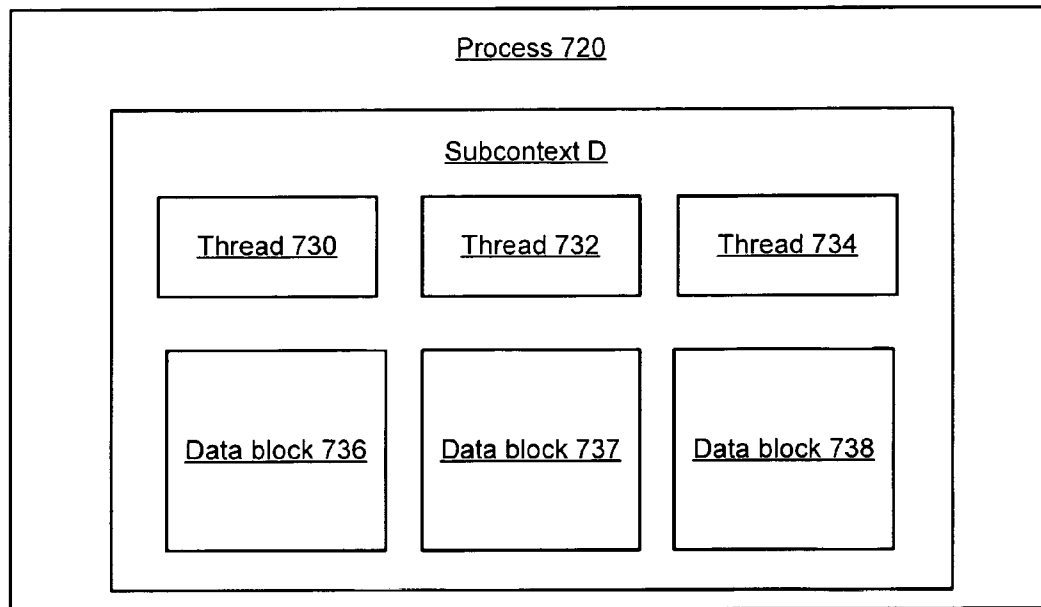 Process 720
Subcontext D
Thread 730
Thread 732
Thread 734
Data block 736
Data block 737
Data block 738